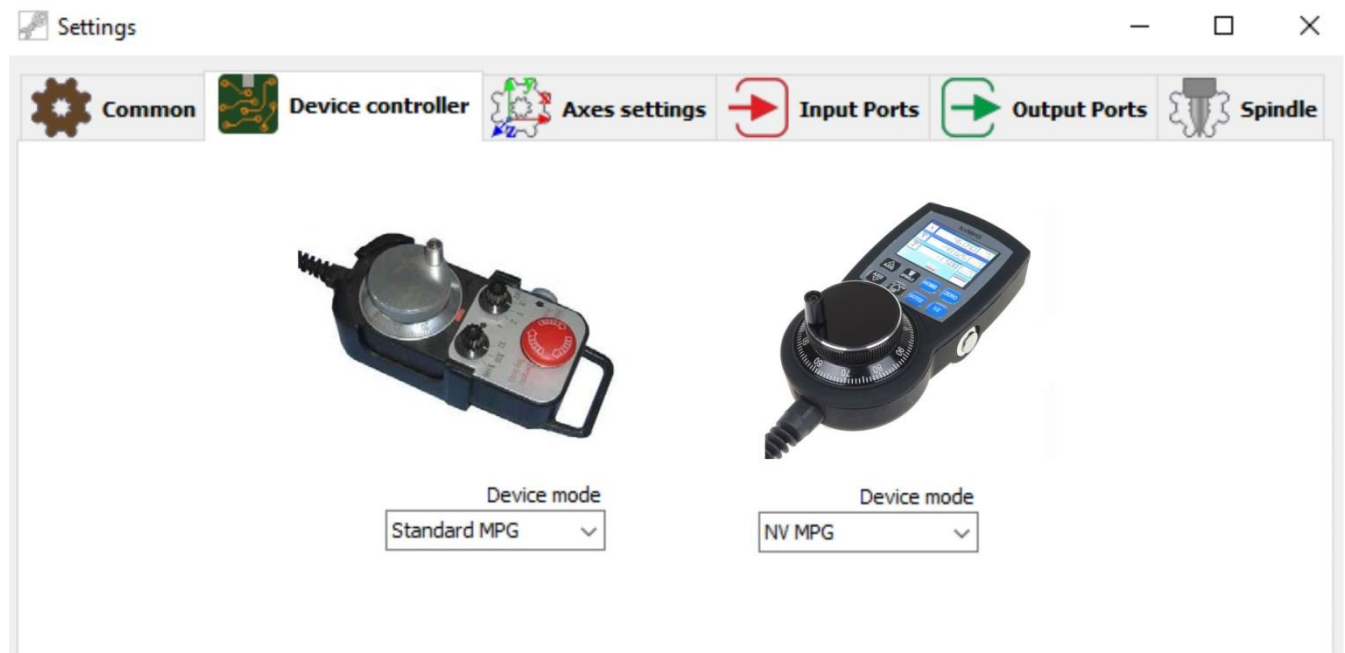 Settings
Common
Device controller
Axes settings
Input Ports
Output Ports
Spindle
Device mode
Standard MPG
Device mode
NV MPG